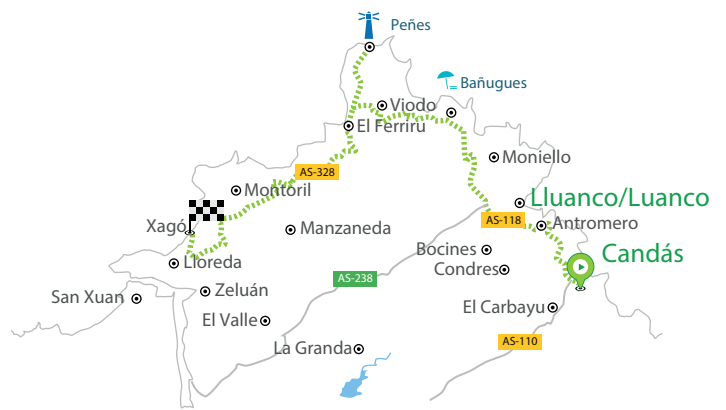 Peñes
Bañugues
Viodo
El Ferriru
Moniello
AS-328
Montoril
Lluanco/Luanco
Xagó
Manzaneda
AS-118
Antromero
Bocines
Candás
Lloreda
Condres
AS-238
San Xuan
Zeluán
El Valle
El Carbayu
AS-110
La Granda